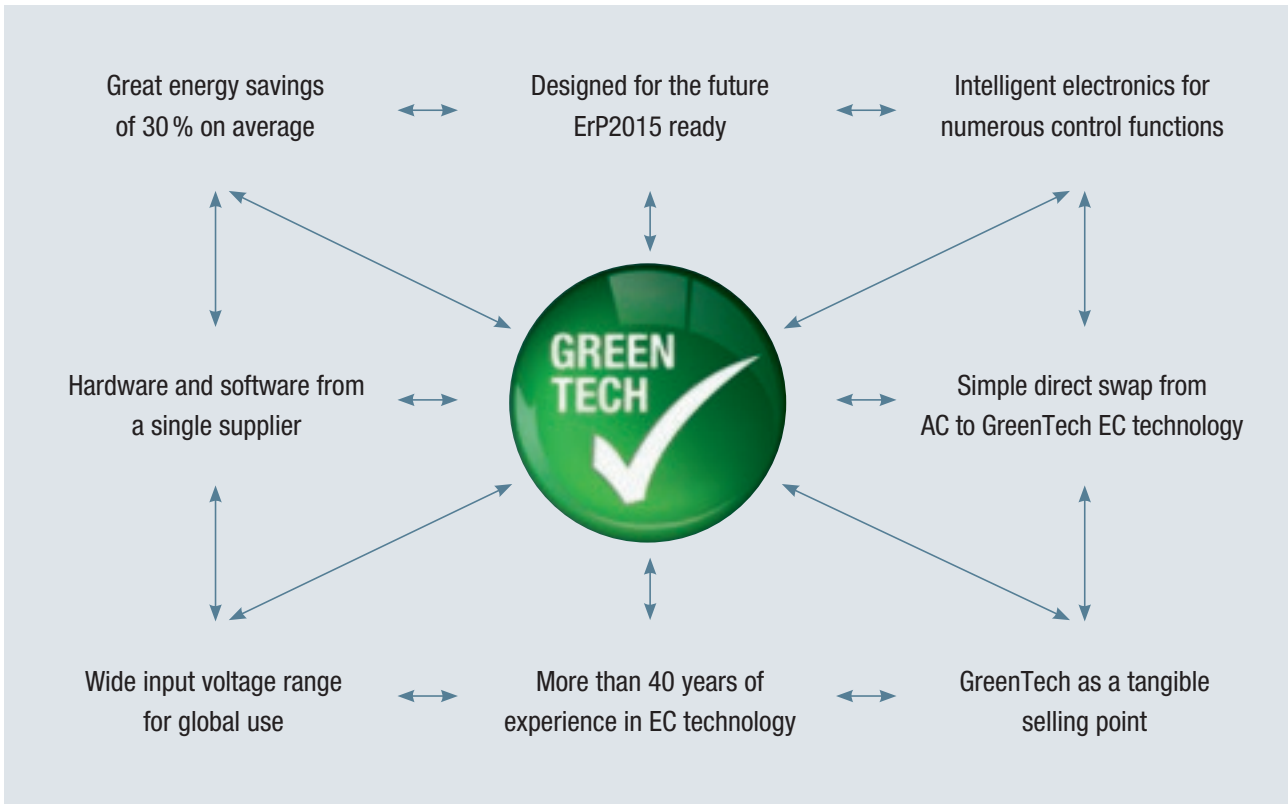 Great energy savings
of 30 % on average
Designed for the future
ErP2015 ready
Intelligent electronics for
numerous control functions
Hardware and software from
a single supplier
GREEN
TECH
Simple direct swap from
AC to GreenTech EC technology
Wide input voltage range
for global use
More than 40 years of
experience in EC technology
GreenTech as a tangible
selling point